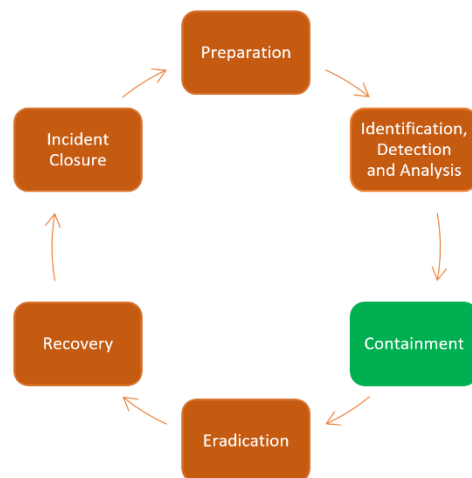 Preparation
Identification,
Detection
and Analysis
Containment
Eradication
Recovery
Incident
Closure